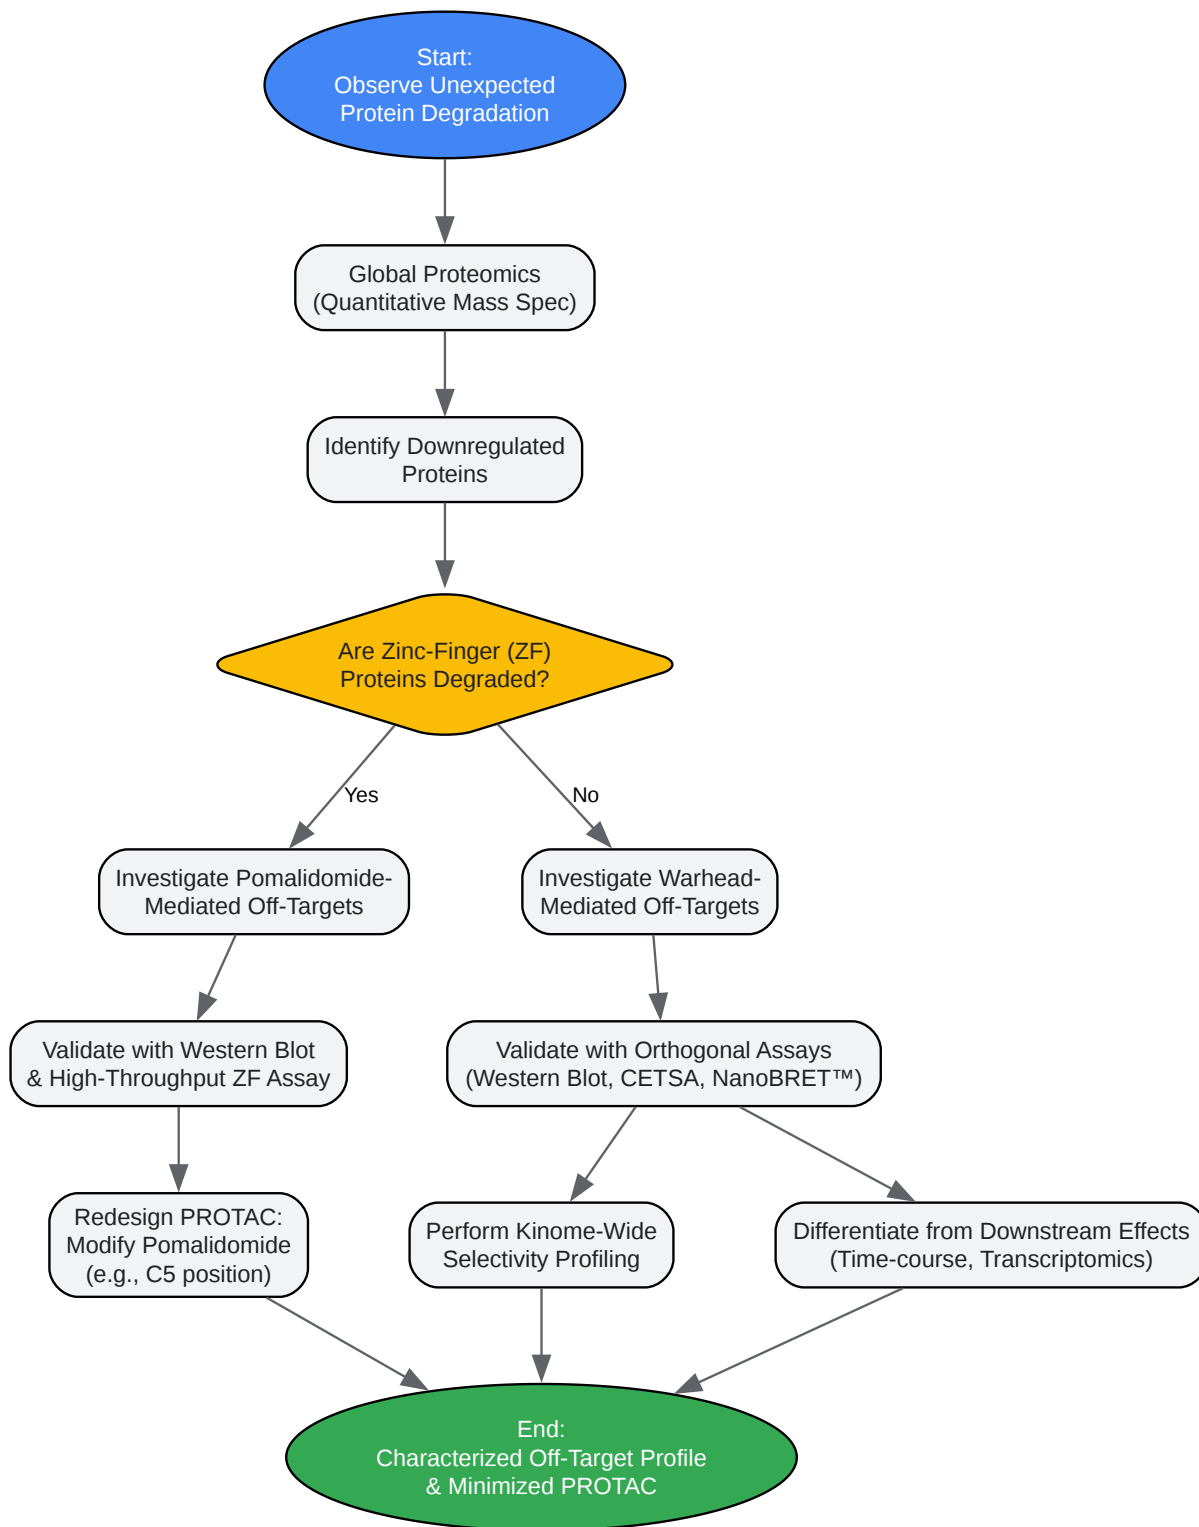 Start:
Observe Unexpected
Protein Degradation
Global Proteomics
(Quantitative Mass Spec)
Identify Downregulated
Proteins
Are Zinc-Finger (ZF)
Proteins Degraded?
Yes
No
Investigate Pomalidomide-
Mediated Off-Targets
Investigate Warhead-
Mediated Off-Targets
Validate with Western Blot
& High-Throughput ZF Assay
Validate with Orthogonal Assays
(Western Blot, CETSA, NanoBRET™)
Redesign PROTAC:
Modify Pomalidomide
(e.g., C5 position)
Perform Kinome-Wide
Selectivity Profiling
Differentiate from Downstream Effects
(Time-course, Transcriptomics)
End:
Characterized Off-Target Profile
& Minimized PROTAC